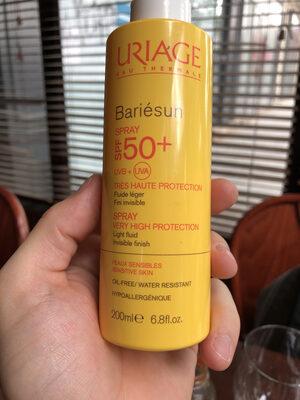 URIAGE
EAU THERMALE
Bariésun
SPRAY
SPF 50+
UVB + UVA
TRÈS HAUTE PROTECTION
Fluide léger
Fini invisible
SPRAY
VERY HIGH PROTECTION
Light fluid
Invisible finish
PEAUX SENSIBLES
SENSITIVE SKIN
OIL-FREE/ WATER RESISTANT
HYPOALLERGÉNIQUE
200ml e 6.8fl.oz.